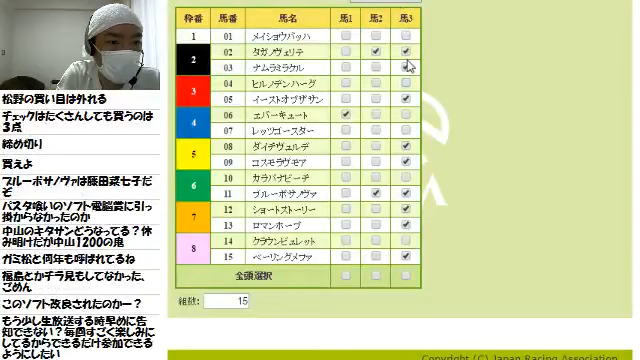 枠番 馬番 馬名 馬1 馬2 馬3
1 01 メイショウバッハ
2 02 タガノヴェリテ
03 ナムラミラクル
3 04 ヒルノデンハーグ
05 イーストオブザサン
4 06 エバーキュート
07 レッツゴースター
5 08 ダイチヴェルデ
09 コスモラヴモア
6 10 カラパナビーチ
11 ブルーボサノヴァ
7 12 ショートストーリー
13 ロマンホープ
8 14 クラウンビュレット
15 ベーリングメファ
全頭選択
組数: 15
松野の買い目は外れる
チェックはたくさんしても買うのは
3点
締め切り
買えよ
ブルーボサノヴァは藤田菜七子だ
ぞ
パスタ喰いのソフト電脳賞に引っ
掛からなかったのか
中山のキタサンどうなってる?休
み明けだが中山1200の鬼
ガミ松と何年も呼ばれてるね
福島とかチラ見もしてなかった、
ごめん
このソフト改良されたのかー?
もう少し生放送する時早めに告
知できない?毎回すごく楽しみに
してるからできるだけ参加できる
ようにしたい
Copyright (C) Japan Racing Association